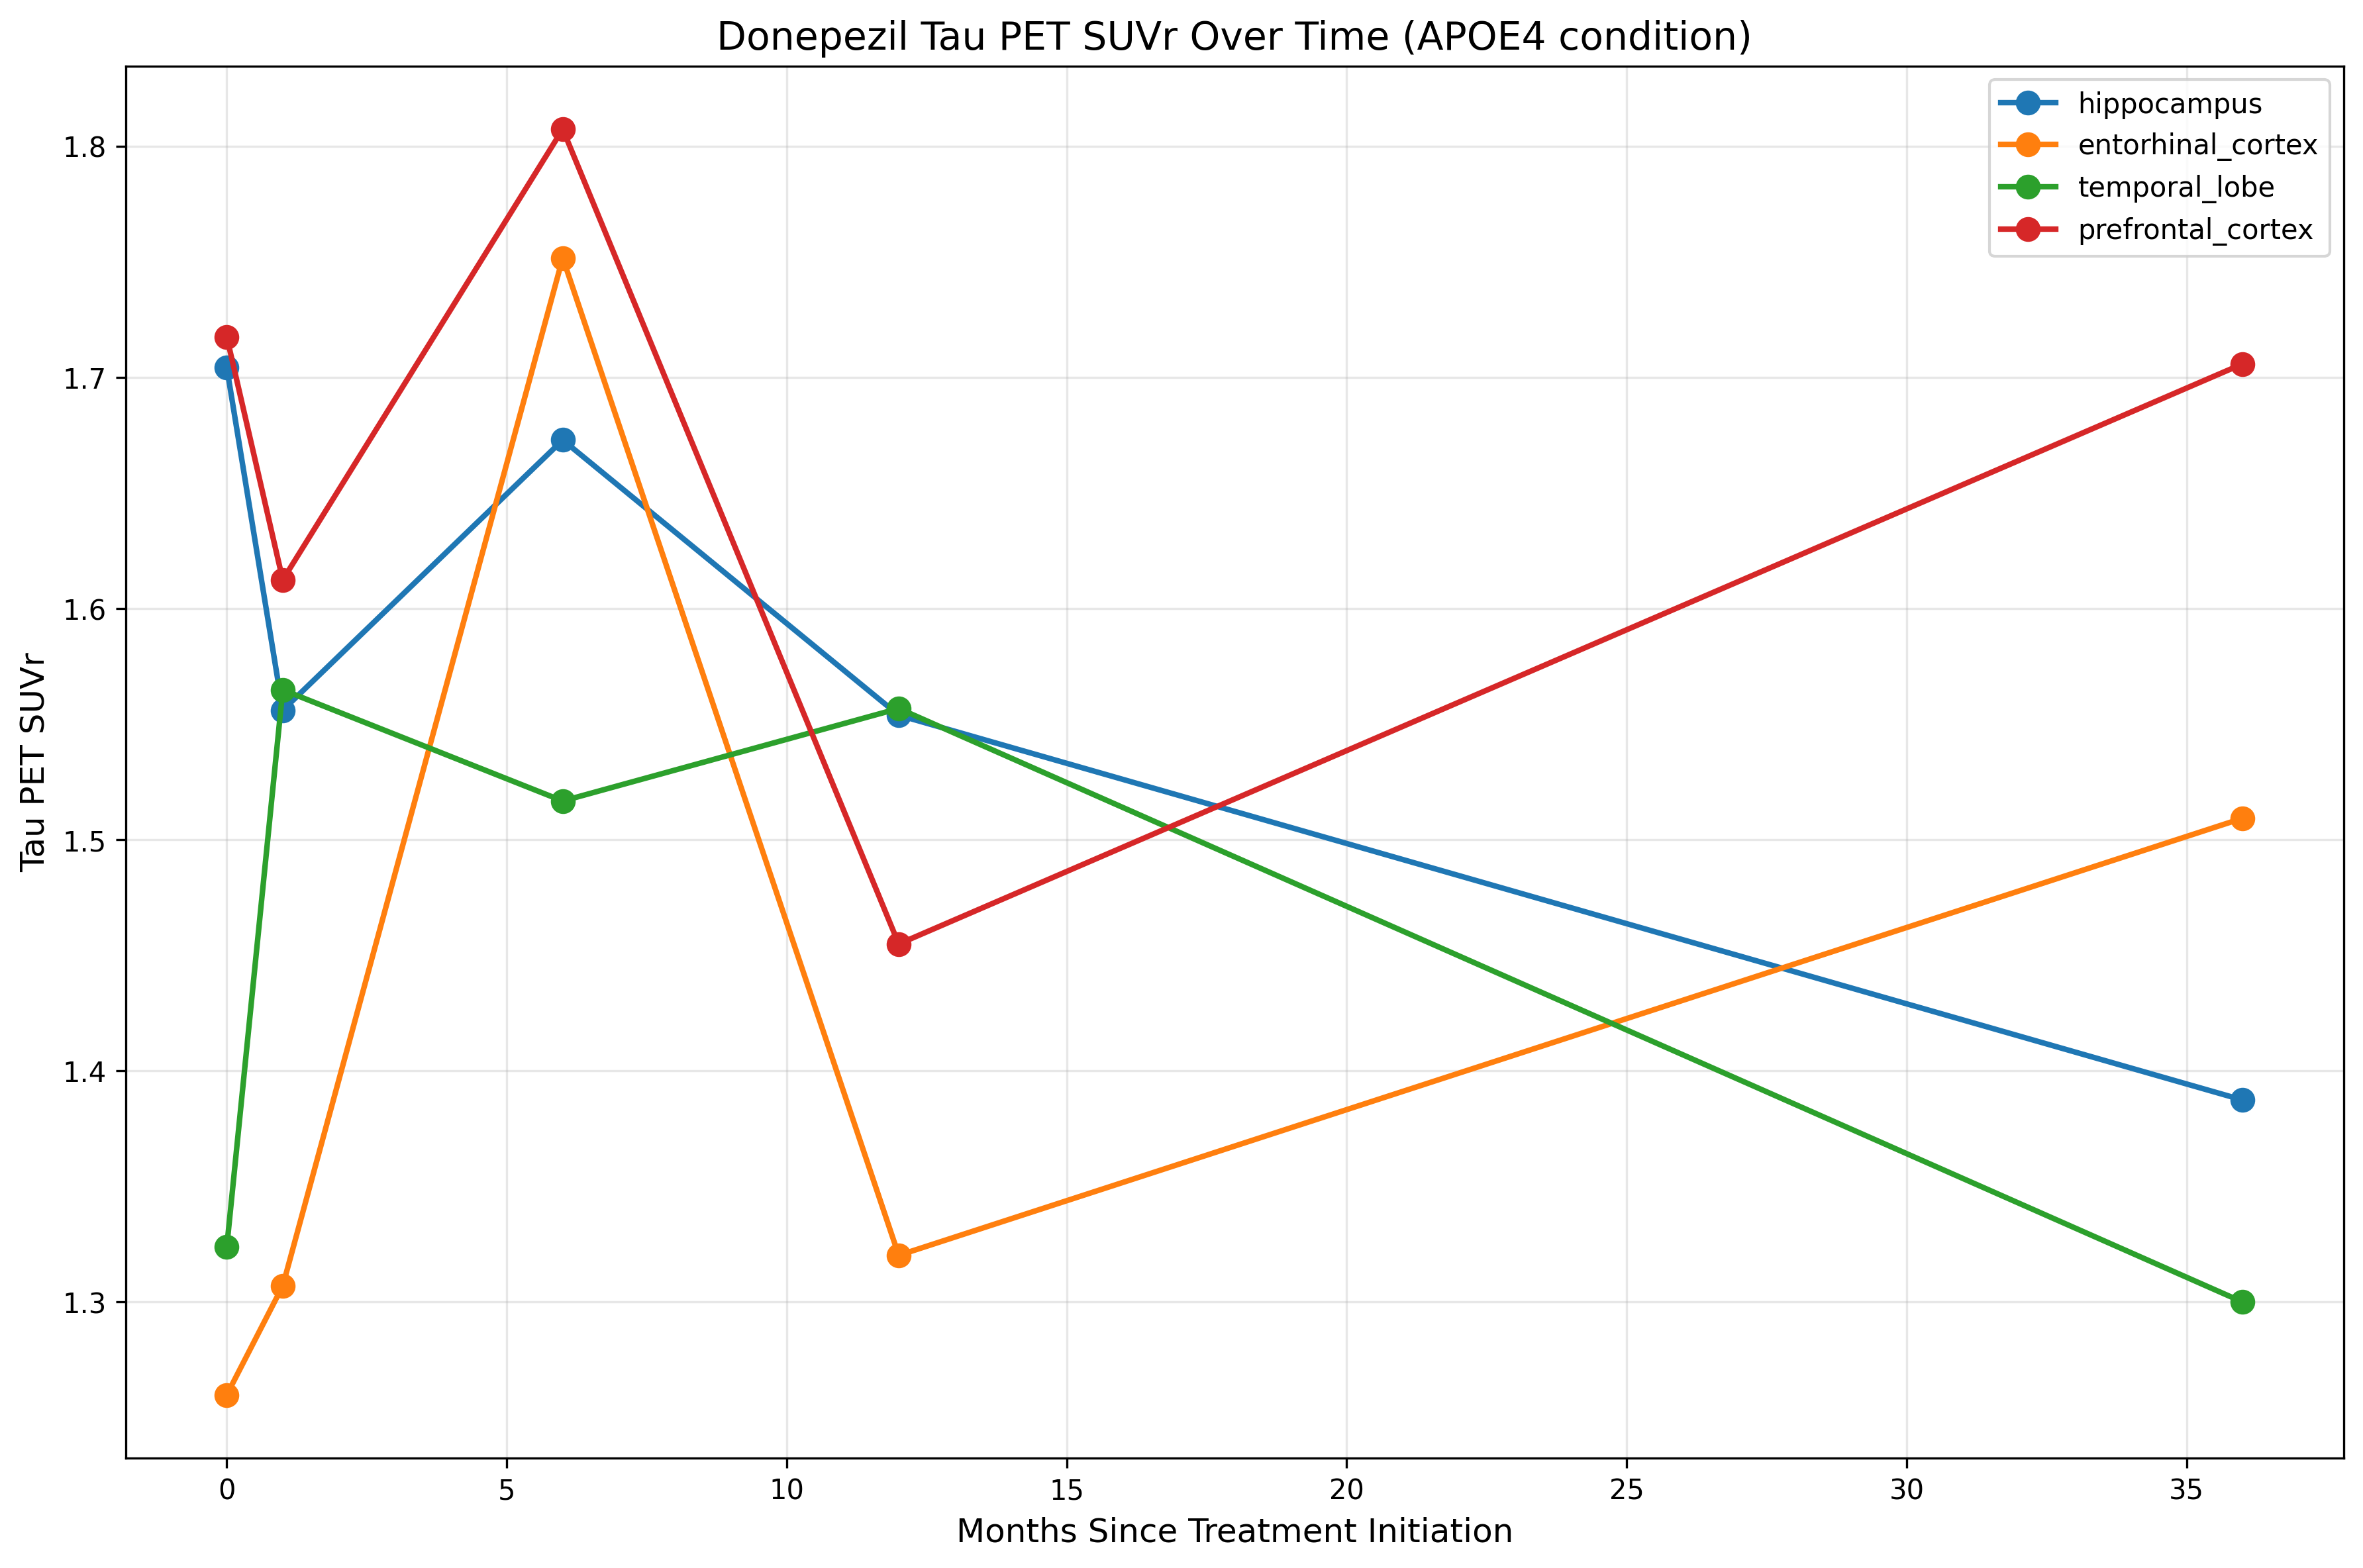 Donepezil Tau PET SUVr Over Time (APOE4 condition)
hippocampus
entorhinal_cortex
temporal_lobe
prefrontal_cortex
1.8
1.7
1.6
1.5
1.4
1.3
Tau PET SUVr
0 5 10 15 20 25 30 35
Months Since Treatment Initiation